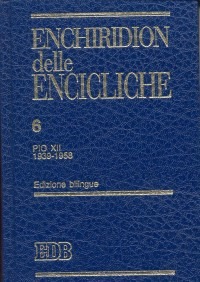 ENCHIRIDION
delle
ENCICLICHE
6
PIO XII
1939-1958
Edizione bilingue
EDB